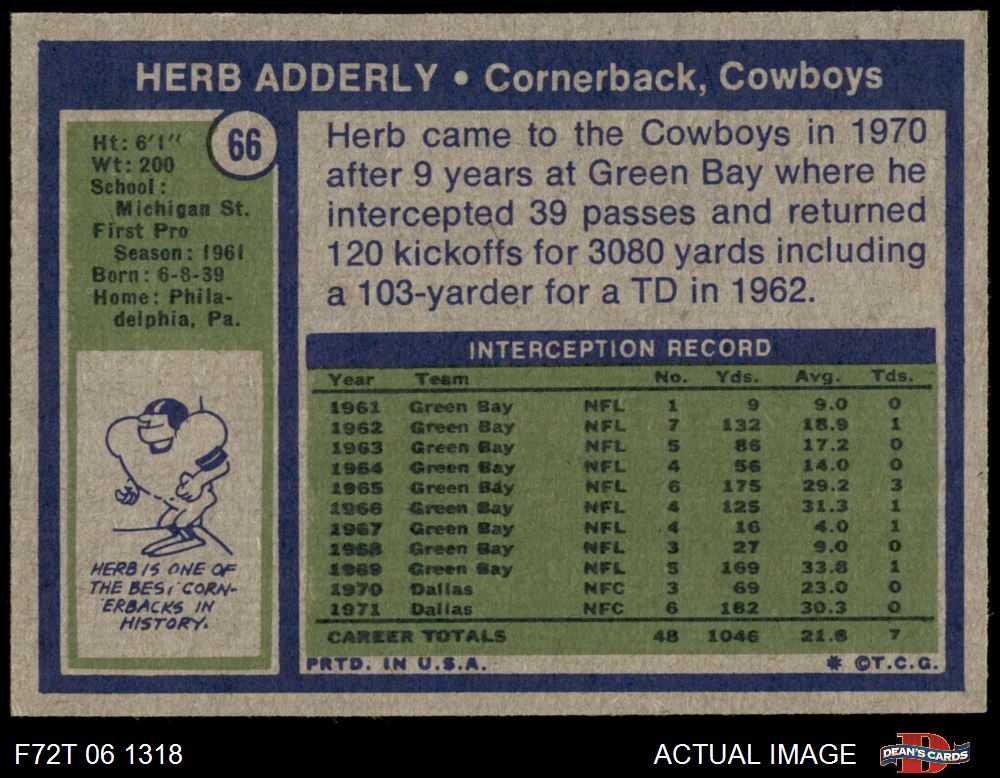 HERB ADDERLY • Cornerback, Cowboys
66
Ht: 6'1"
Wt: 200
School:
Michigan St.
First Pro
Season: 1961
Born: 6-8-39
Home: Phila-
delphia, Pa.
HERB IS ONE OF
THE BEST CORN-
ERBACKS IN
HISTORY.
Herb came to the Cowboys in 1970
after 9 years at Green Bay where he
intercepted 39 passes and returned
120 kickoffs for 3080 yards including
a 103-yarder for a TD in 1962.
INTERCEPTION RECORD
Year Team No. Yds. Avg. Tds.
1961 Green Bay NFL 1 9 9.0 0
1962 Green Bay NFL 7 132 18.9 1
1963 Green Bay NFL 5 86 17.2 0
1964 Green Bay NFL 4 56 14.0 0
1965 Green Bay NFL 6 175 29.2 3
1966 Green Bay NFL 4 125 31.3 1
1967 Green Bay NFL 4 16 4.0 1
1968 Green Bay NFL 3 27 9.0 0
1969 Green Bay NFL 5 169 33.8 1
1970 Dallas NFC 3 69 23.0 0
1971 Dallas NFC 6 182 30.3 0
CAREER TOTALS 48 1046 21.8 7
PRTD. IN U.S.A. * ©T.C.G.
F72T 06 1318 ACTUAL IMAGE DEAN'S CARDS